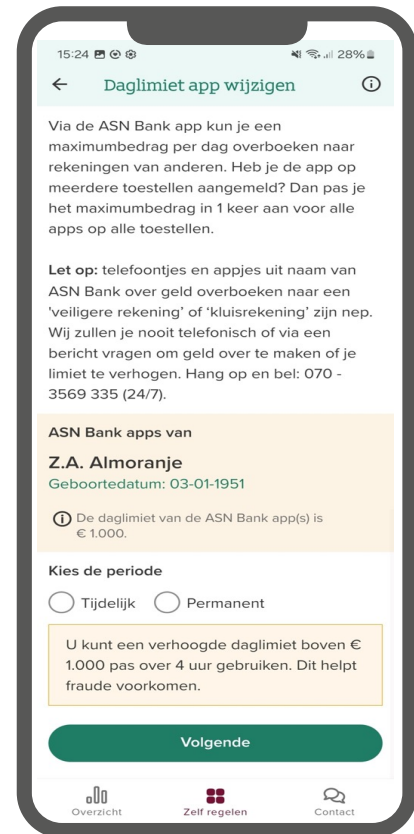 15:24 28%
Daglimiet app wijzigen
Via de ASN Bank app kun je een
maximumbedrag per dag overboeken naar
rekeningen van anderen. Heb je de app op
meerdere toestellen aangemeld? Dan pas je
het maximumbedrag in 1 keer aan voor alle
apps op alle toestellen.
Let op: telefoontjes en appjes uit naam van
ASN Bank over geld overboeken naar een
'veiligere rekening' of ‘kluisrekening’ zijn nep.
Wij zullen je nooit telefonisch of via een
bericht vragen om geld over te maken of je
limiet te verhogen. Hang op en bel: 070 -
3569 335 (24/7).
ASN Bank apps van
Z.A. Almoranje
Geboortedatum: 03-01-1951
De daglimiet van de ASN Bank app(s) is
€ 1.000.
Kies de periode
Tijdelijk Permanent
U kunt een verhoogde daglimiet boven €
1.000 pas over 4 uur gebruiken. Dit helpt
fraude voorkomen.
Volgende
Overzicht Zelf regelen Contact